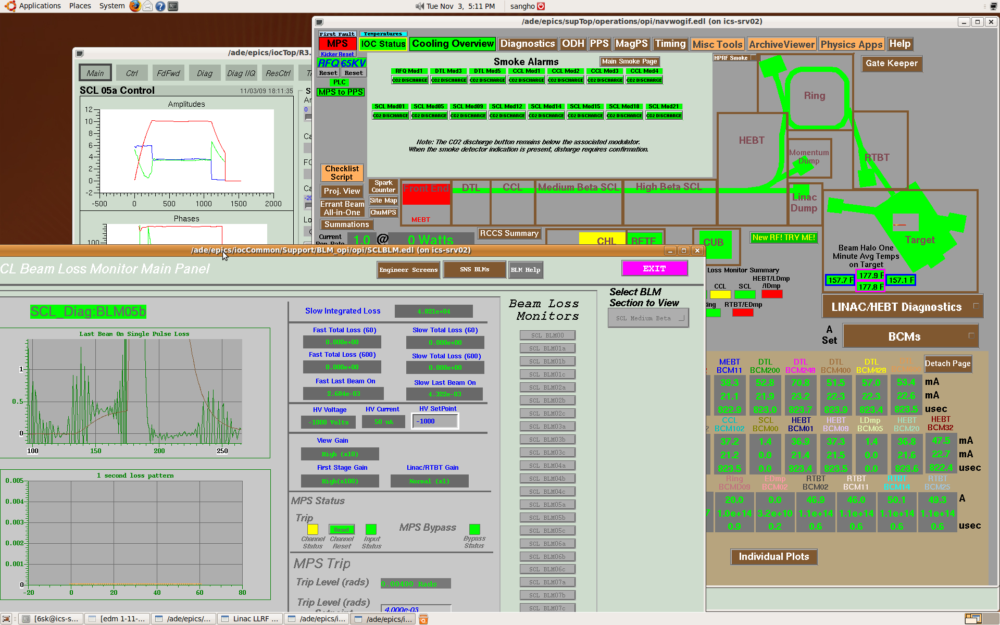 Applications Places System
Tue Nov 3, 5:11 PM
sangho
/ade/epics/supTop/operations/opi/navwogif.edl (on ics-srv02)
First Fault
Temperatures
MPS
IOC Status
Cooling Overview
Diagnostics
ODH
PPS
MagPS
Timing
Misc Tools
ArchiveViewer
Physics Apps
Help
Kicker Reset
RFQ 65KV
Reset Reset
PLC
MPS to PPS
Smoke Alarms
Main Smoke Page
RFQ Mod1 DTL Mod3 DTL Mod5 CCL Mod1 CCL Mod2 CCL Mod3 CCL Mod4
CO2 DISCHARGE CO2 DISCHARGE CO2 DISCHARGE CO2 DISCHARGE CO2 DISCHARGE CO2 DISCHARGE CO2 DISCHARGE
SCL Mod01 SCL Mod05 SCL Mod09 SCL Mod12 SCL Mod14 SCL Mod15 SCL Mod18 SCL Mod21
CO2 DISCHARGE CO2 DISCHARGE CO2 DISCHARGE CO2 DISCHARGE CO2 DISCHARGE CO2 DISCHARGE CO2 DISCHARGE CO2 DISCHARGE
Note: The CO2 discharge button remains below the associated modulator.
When the smoke detector indication is present, disharge requires confirmation.
HPRF Smoke
Gate Keeper
Ring
HEBT
Momentum
Dump
RTBT
Linac
Dump
Target
Checklist
Script
Proj. View
Errant Beam
All-in-One
Summations
Spark
Counter
Site Map
ChuMPS
Front End
MEBT
DTL
CCL
Medium Beta SCL
High Beta SCL
Current
1.0 @ 0 Watts
RCCS Summary
CHL
RFTF
CUB
New RF! TRY ME!
Beam Halo One
Minute Avg Temps
on Target
177.9 F
157.7 F 157.1 F
177.8 F
Loss Monitor Summary
HEBT/LDmp
CCL SCL /IDmp
RTBT/EDmp
LINAC/HEBT Diagnostics
A
Set
BCMs
Detach Page
MEBT DTL DTL DTL DTL
BCM11 BCM200 BCM248 BCM400 BCM428
38.3 52.8 70.8 51.5 57.0 53.4 mA
21.1 21.9 23.2 22.3 22.3 22.6 mA
822.9 823.0 823.7 823.9 823.4 823.5 usec
CCL SCL HEBT HEBT LDmp HEBT HEBT
BCM102 BCM00 BCM01 BCM09 BCM05 BCM20 BCM32
37.2 1.4 36.9 37.3 1.4 36.8 47.5 mA
21.2 0.0 21.4 21.5 0.0 21.6 22.7 mA
823.5 0.0 823.4 823.5 0.0 823.6 822.4 usec
Ring EDmp RTBT RTBT RTBT RTBT
BCMD09 BCM02 BCM02 BCM11 BCM14 BCM25
20.0 0.0 46.9 46.0 50.1 49.3 A
1.0e+14 3.2e+10 1.1e+14 1.1e+14 1.1e+14 1.1e+14
0.9 0.2 0.6 0.6 0.6 0.6 usec
Individual Plots
/ade/epics/iocTop/R3.
Main Ctrl FdFwd Diag Diag I/Q ResCtrl
SCL 05a Control
11/03/09 18:11:35
Amplitudes
12
10
8
6
4
2
0
-2
-500 0 500 1000 1500 2000
Phases
100
/ade/epics/iocCommon/Support/BLM_opi/opi/SCLBLM.edl (on ics-srv02)
CL Beam Loss Monitor Main Panel
Engineer Screens
SNS BLMs
BLM Help
EXIT
SCL_Diag:BLM05b
Last Beam On Single Pulse Loss
1
0.5
0
100 150 200 250
1 second loss pattern
0.005
0.004
0.003
0.002
0.001
0
-20 0 20 40 60 80
Slow Integrated Loss 4.821e+04
Fast Total Loss (60) Slow Total Loss (60)
0.000e+00 0.000e+00
Fast Total Loss (600) Slow Total Loss (600)
0.000e+00 0.000e+00
Fast Last Beam On Slow Last Beam On
2.684e-03 4.322e-03
HV Voltage HV Current HV SetPoint
-1000 Volts 50 uA -1000
View Gain
High (x10)
First Stage Gain Linac/RTBT Gain
High(x100) Normal (x1)
MPS Status
Trip
Reset
MPS Bypass
Channel Status
Channel Reset
Input Status
Bypass Status
MPS Trip
Trip Level (rads) 0.00400 Rads
Trip Level (rads)
4.000e-03
Beam Loss
Monitors
SCL BLM00
SCL BLM01a
SCL BLM01b
SCL BLM01c
SCL BLM02a
SCL BLM02b
SCL BLM02c
SCL BLM03a
SCL BLM03b
SCL BLM03c
SCL BLM04a
SCL BLM04b
SCL BLM04c
SCL BLM05a
SCL BLM05b
SCL BLM05c
SCL BLM06a
SCL BLM06b
SCL BLM06c
SCL BLM07a
SCL BLM07b
SCL BLM07c
Select BLM
Section to View
SCL Medium Beta
[6sk@ics-s... [edm 1-11-... /ade/epics/... Linac LLRF ... /ade/epics/i... /ade/epics/i...